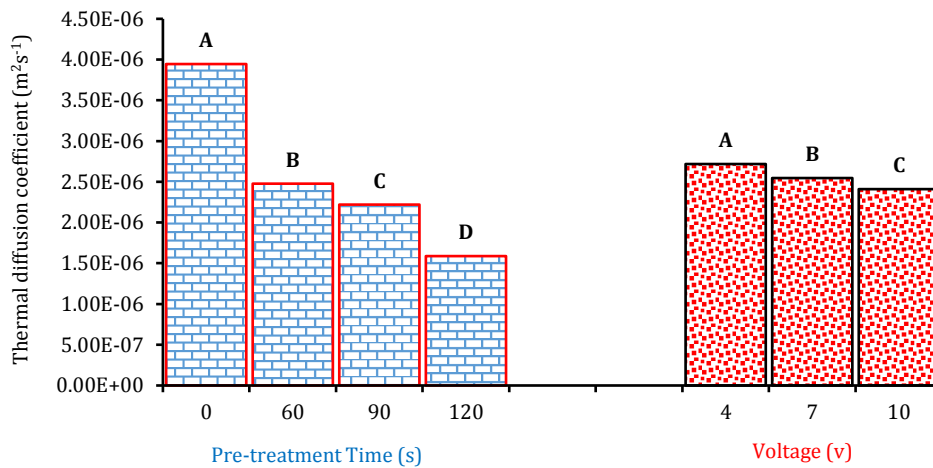 Thermal diffusion coefficient (m²s⁻¹)
4.50E-06
4.00E-06
3.50E-06
3.00E-06
2.50E-06
2.00E-06
1.50E-06
1.00E-06
5.00E-07
0.00E+00
A
B
C
D
A
B
C
0 60 90 120 4 7 10
Pre-treatment Time (s) Voltage (v)